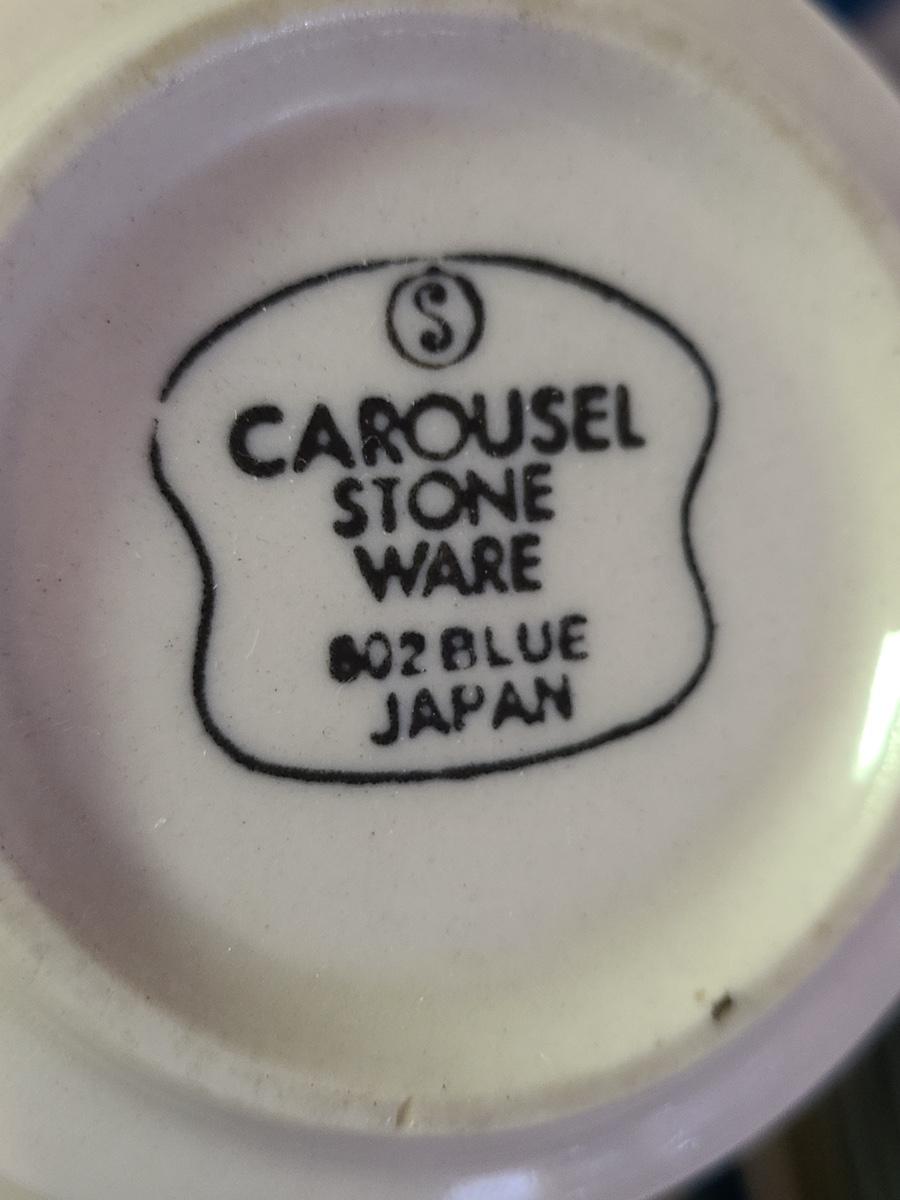 S
CAROUSEL
STONE
WARE
802 BLUE
JAPAN